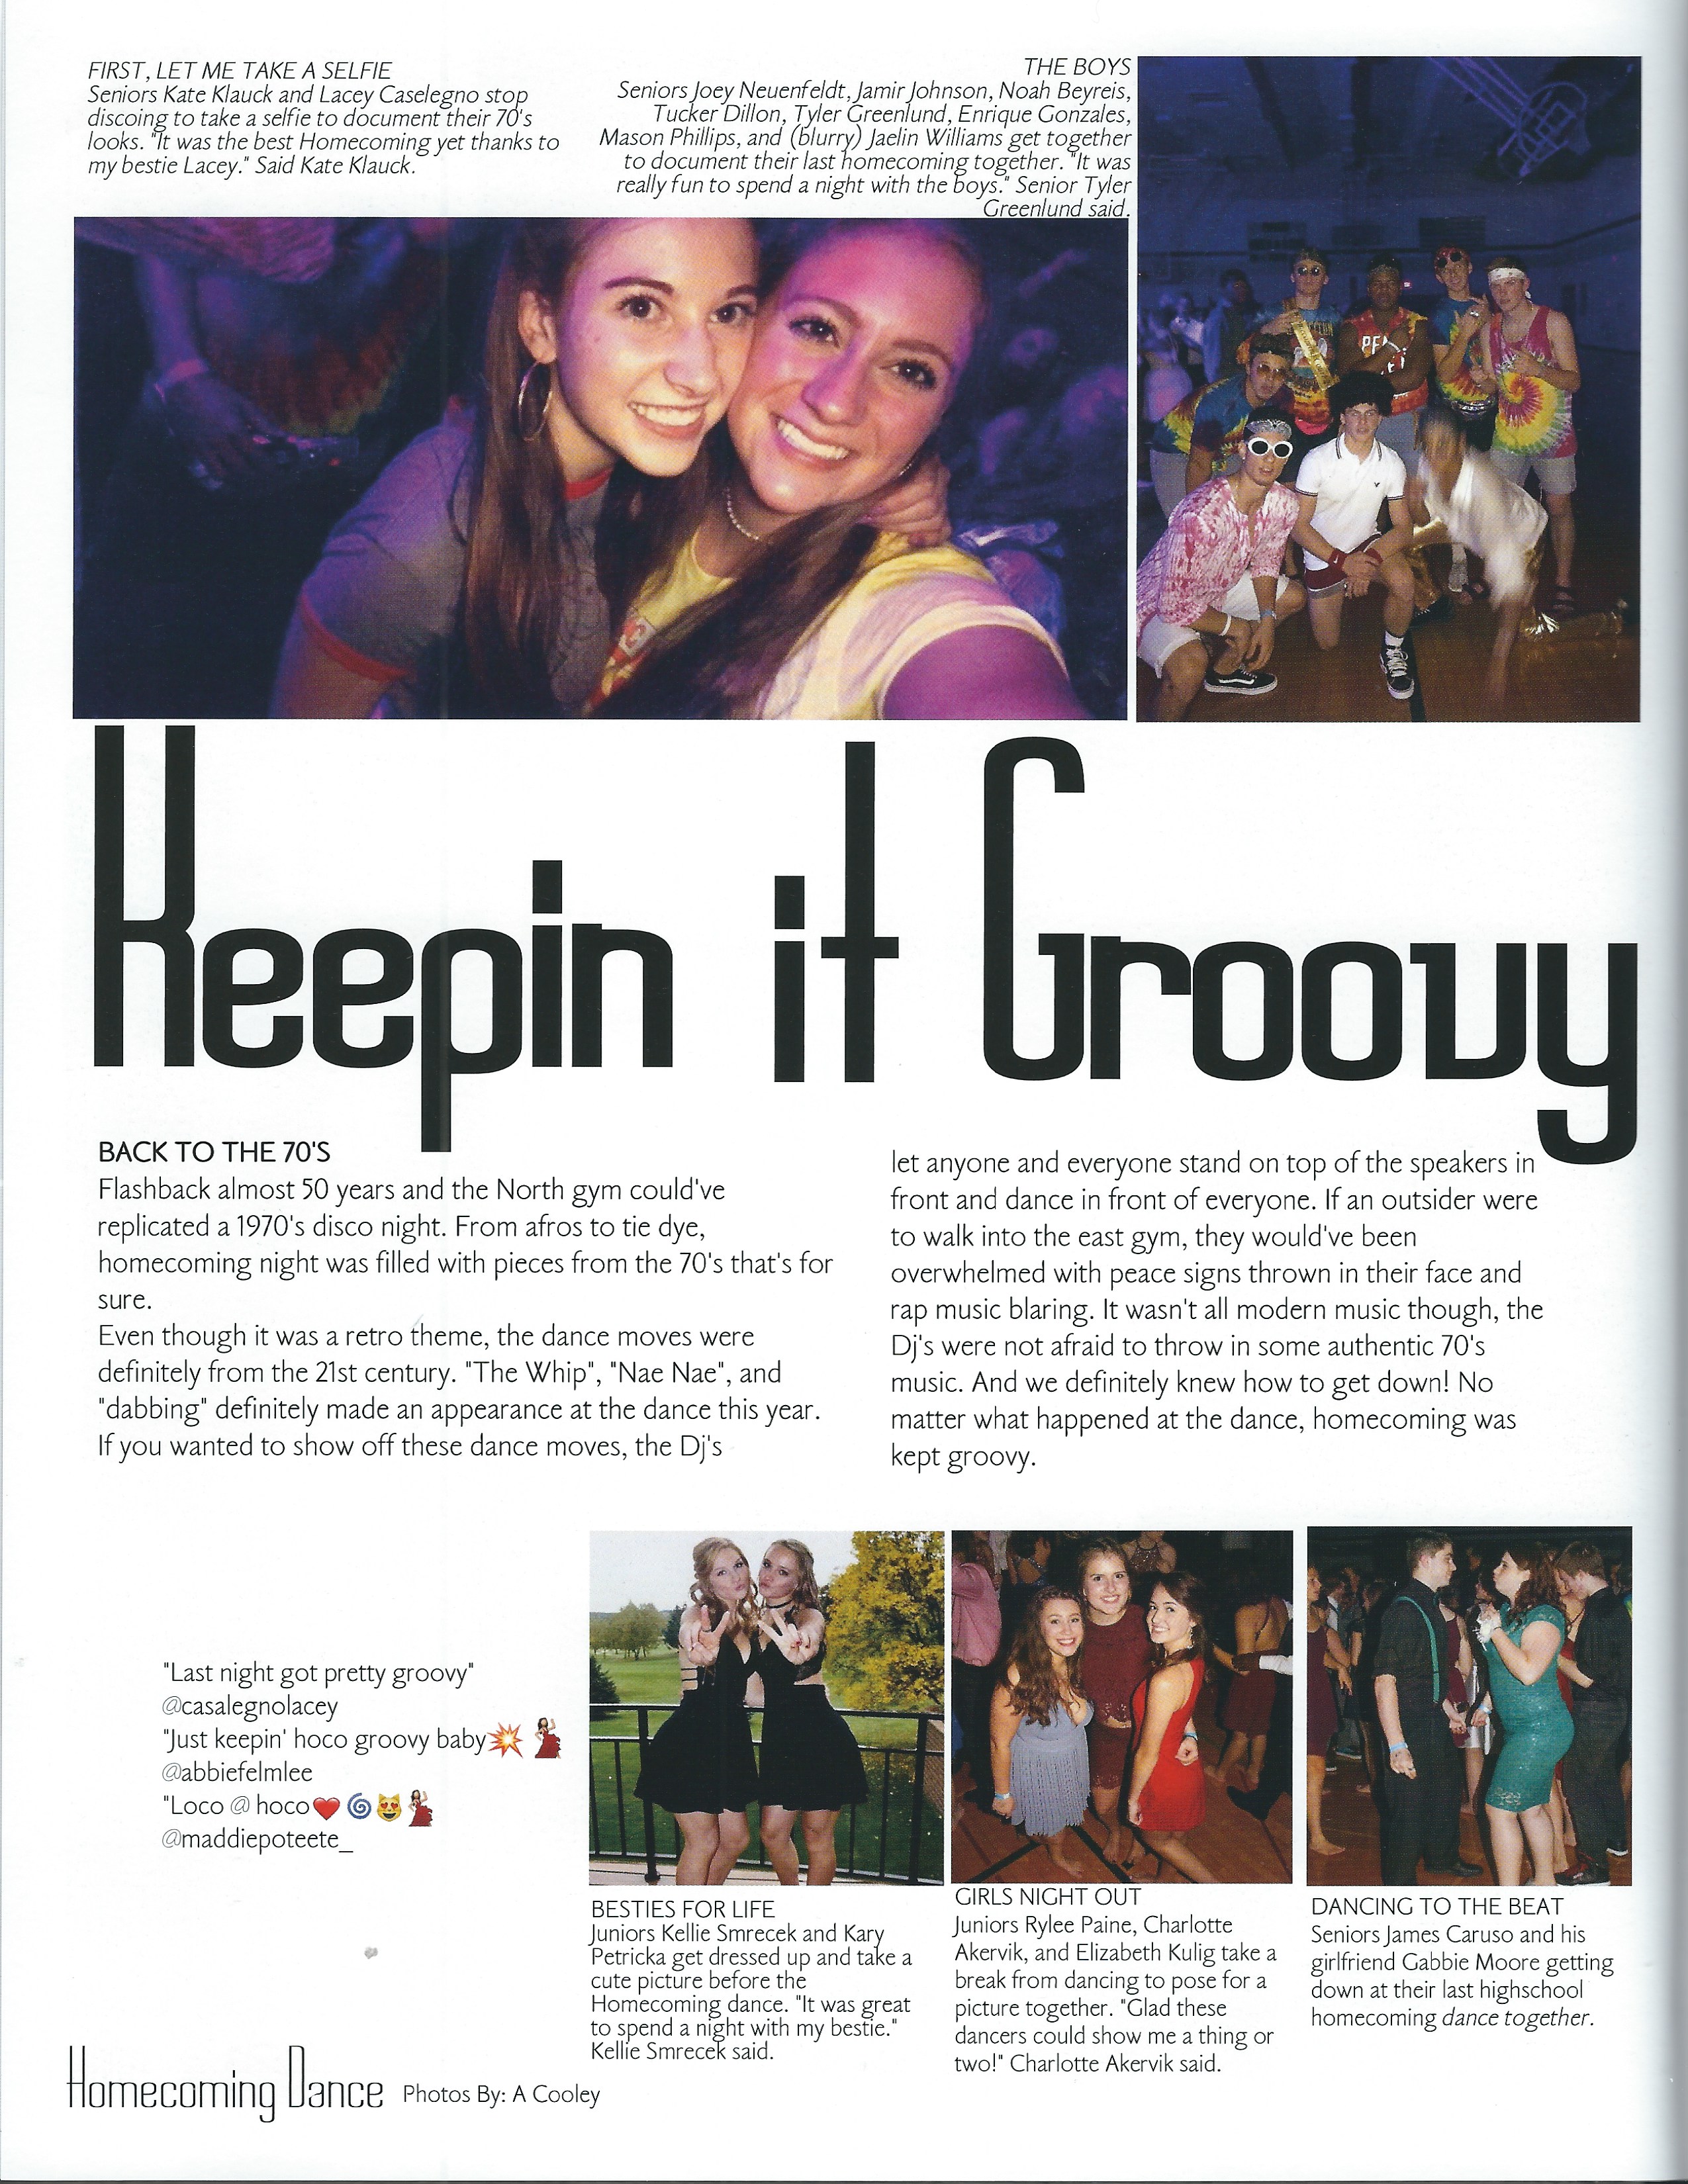 FIRST, LET ME TAKE A SELFIE
Seniors Kate Klauck and Lacey Caselegno stop
discoing to take a selfie to document their 70's
looks. "It was the best Homecoming yet thanks to
my bestie Lacey." Said Kate Klauck.
THE BOYS
Seniors Joey Neuenfeldt, Jamir Johnson, Noah Beyreis,
Tucker Dillon, Tyler Greenlund, Enrique Gonzales,
Mason Phillips, and (blurry) Jaelin Williams get together
to document their last homecoming together. "It was
really fun to spend a night with the boys." Senior Tyler
Greenlund said.
Keepin it Groovy
BACK TO THE 70'S
Flashback almost 50 years and the North gym could've
replicated a 1970's disco night. From afros to tie dye,
homecoming night was filled with pieces from the 70's that's for
sure.
Even though it was a retro theme, the dance moves were
definitely from the 21st century. "The Whip", "Nae Nae", and
"dabbing" definitely made an appearance at the dance this year.
If you wanted to show off these dance moves, the Dj's
let anyone and everyone stand on top of the speakers in
front and dance in front of everyone. If an outsider were
to walk into the east gym, they would've been
overwhelmed with peace signs thrown in their face and
rap music blaring. It wasn't all modern music though, the
Dj's were not afraid to throw in some authentic 70's
music. And we definitely knew how to get down! No
matter what happened at the dance, homecoming was
kept groovy.
"Last night got pretty groovy"
@casalegnolacey
"Just keepin' hoco groovy baby💥💃
@abbiefelmlee
"Loco @ hoco❤️🌀😻💃
@maddiepoteete_
BESTIES FOR LIFE
Juniors Kellie Smrecek and Kary
Petricka get dressed up and take a
cute picture before the
Homecoming dance. "It was great
to spend a night with my bestie."
Kellie Smrecek said.
GIRLS NIGHT OUT
Juniors Rylee Paine, Charlotte
Akervik, and Elizabeth Kulig take a
break from dancing to pose for a
picture together. "Glad these
dancers could show me a thing or
two!" Charlotte Akervik said.
DANCING TO THE BEAT
Seniors James Caruso and his
girlfriend Gabbie Moore getting
down at their last highschool
homecoming dance together.
Homecoming Dance Photos By: A Cooley